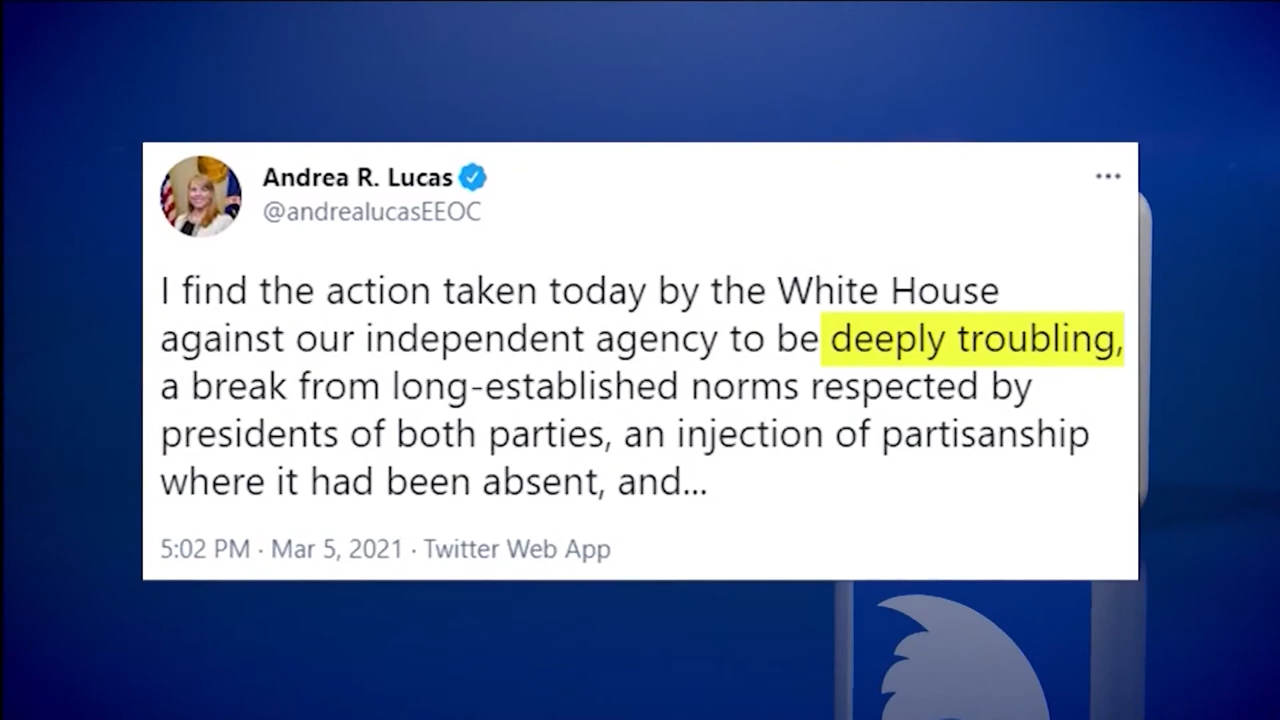 Andrea R. Lucas
@andrealucasEEOC
I find the action taken today by the White House
against our independent agency to be deeply troubling,
a break from long-established norms respected by
presidents of both parties, an injection of partisanship
where it had been absent, and...
5:02 PM · Mar 5, 2021 · Twitter Web App